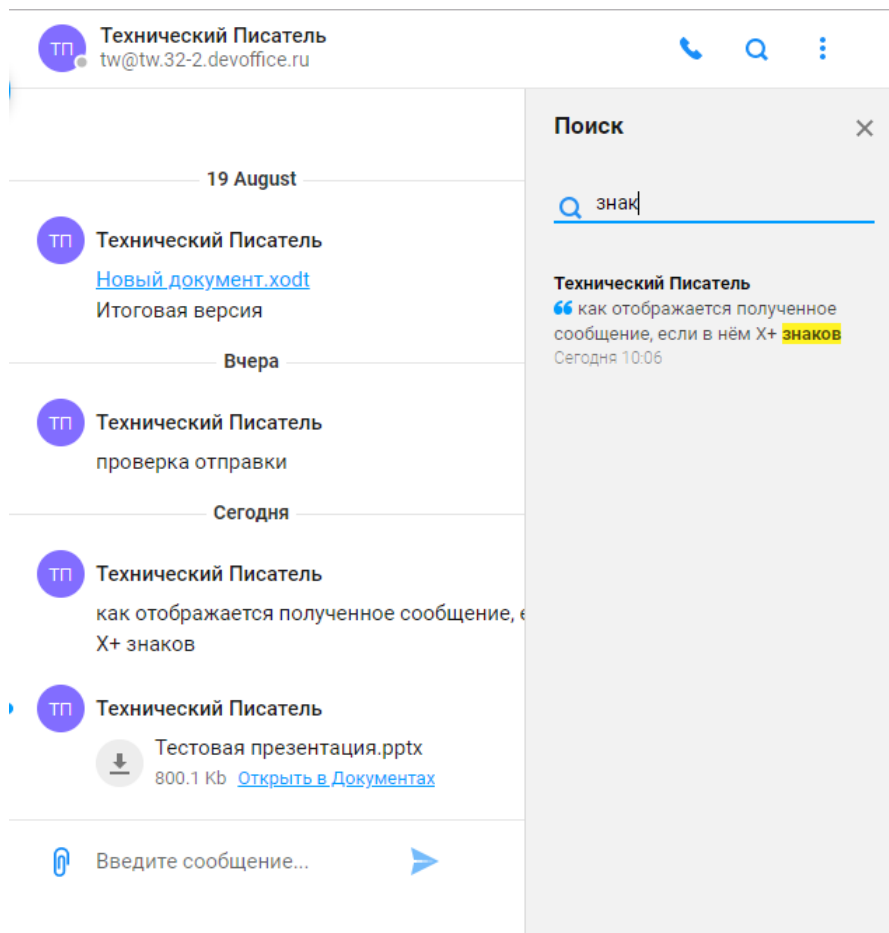 ТП
Технический Писатель
tw@tw.32-2.devoffice.ru
19 August
ТП
Технический Писатель
Новый документ.xodt
Итоговая версия
Вчера
ТП
Технический Писатель
проверка отправки
Сегодня
ТП
Технический Писатель
как отображается полученное сообщение, е
X+ знаков
ТП
Технический Писатель
Тестовая презентация.pptx
800.1 Kb Открыть в Документах
Введите сообщение...
Поиск
знак
Технический Писатель
как отображается полученное
сообщение, если в нём X+ знаков
Сегодня 10:06